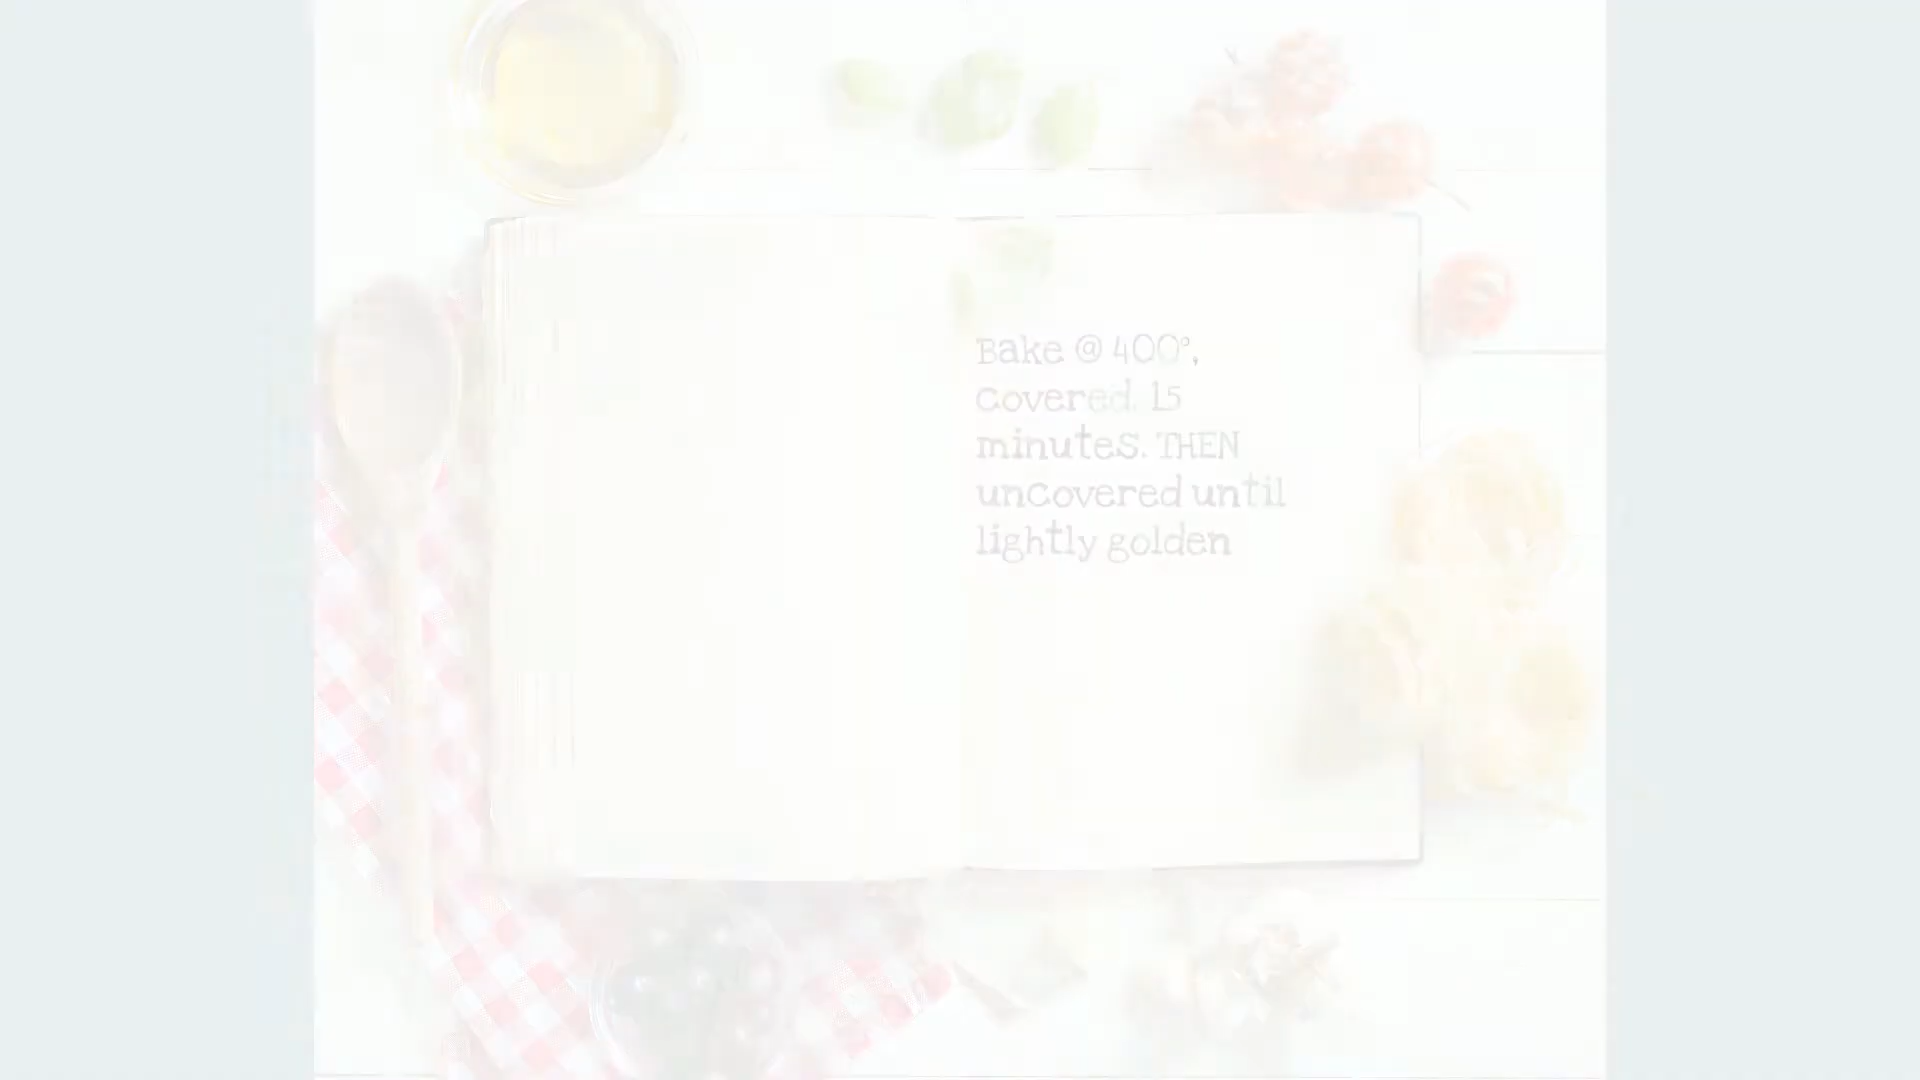 Bake @ 400°,
covered, 15
minutes. THEN
uncovered until
lightly golden